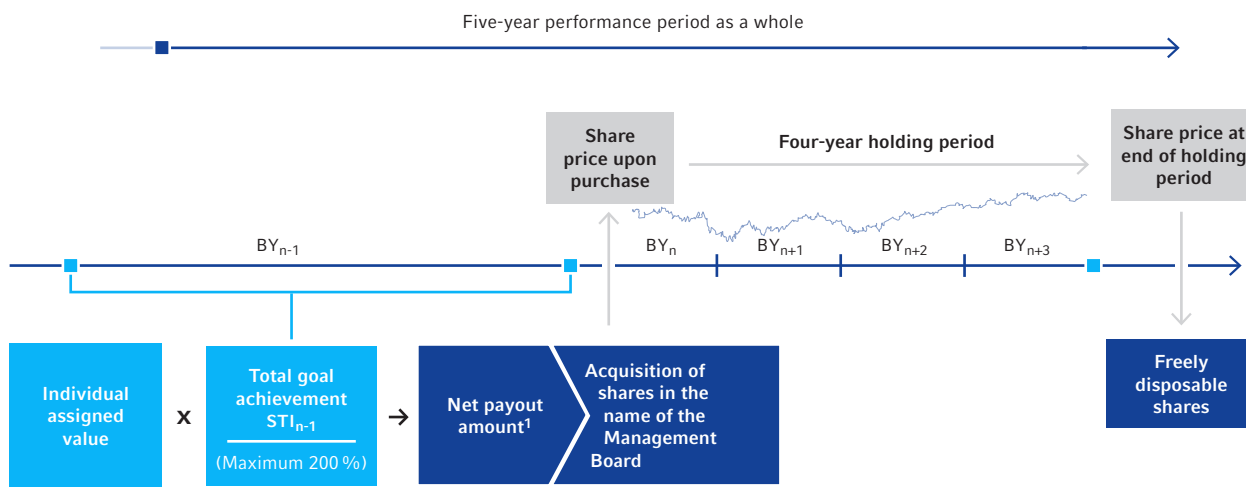 Five-year performance period as a whole
Share
price upon
purchase
Four-year holding period
Share price at
end of holding
period
BYn-1
BYn
BYn+1
BYn+2
BYn+3
Individual
assigned
value
x
Total goal
achievement
STIn-1
(Maximum 200 %)
→
Net payout
amount¹
Acquisition of
shares in the
name of the
Management
Board
Freely
disposable
shares